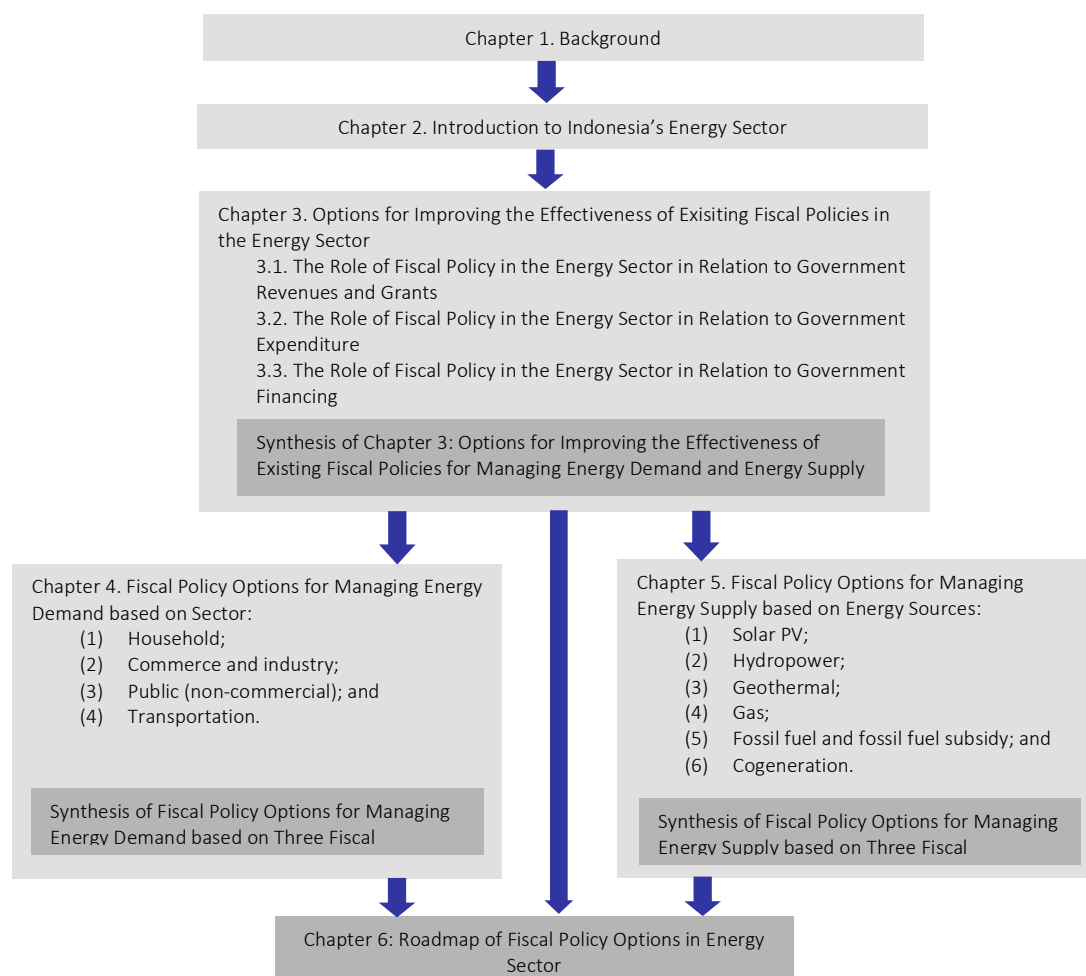 Chapter 1. Background
Chapter 2. Introduction to Indonesia’s Energy Sector
Chapter 3. Options for Improving the Effectiveness of Exisiting Fiscal Policies in
the Energy Sector
3.1. The Role of Fiscal Policy in the Energy Sector in Relation to Government
Revenues and Grants
3.2. The Role of Fiscal Policy in the Energy Sector in Relation to Government
Expenditure
3.3. The Role of Fiscal Policy in the Energy Sector in Relation to Government
Financing
Synthesis of Chapter 3: Options for Improving the Effectiveness of
Existing Fiscal Policies for Managing Energy Demand and Energy Supply
Chapter 4. Fiscal Policy Options for Managing Energy
Demand based on Sector:
(1) Household;
(2) Commerce and industry;
(3) Public (non-commercial); and
(4) Transportation.
Synthesis of Fiscal Policy Options for Managing
Energy Demand based on Three Fiscal
Chapter 5. Fiscal Policy Options for Managing
Energy Supply based on Energy Sources:
(1) Solar PV;
(2) Hydropower;
(3) Geothermal;
(4) Gas;
(5) Fossil fuel and fossil fuel subsidy; and
(6) Cogeneration.
Synthesis of Fiscal Policy Options for Managing
Energy Supply based on Three Fiscal
Chapter 6: Roadmap of Fiscal Policy Options in Energy
Sector